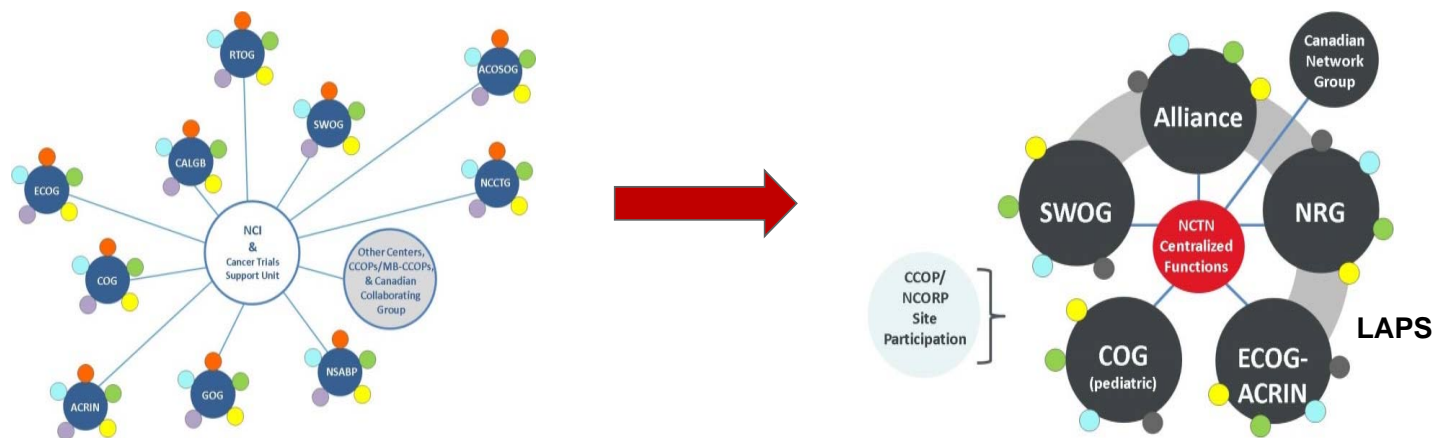 RTOG
ACOSOG
SWOG
CALGB
ECOG
NCCTG
NCI
&
Cancer Trials
Support Unit
Other Centers,
CCOPs/MB-CCOPs,
& Canadian
Collaborating
Group
COG
ACRIN
GOG
NSABP
Canadian
Network
Group
Alliance
SWOG
NRG
NCTN
Centralized
Functions
CCOP/
NCORP
Site
Participation
COG
(pediatric)
ECOG-
ACRIN
LAPS